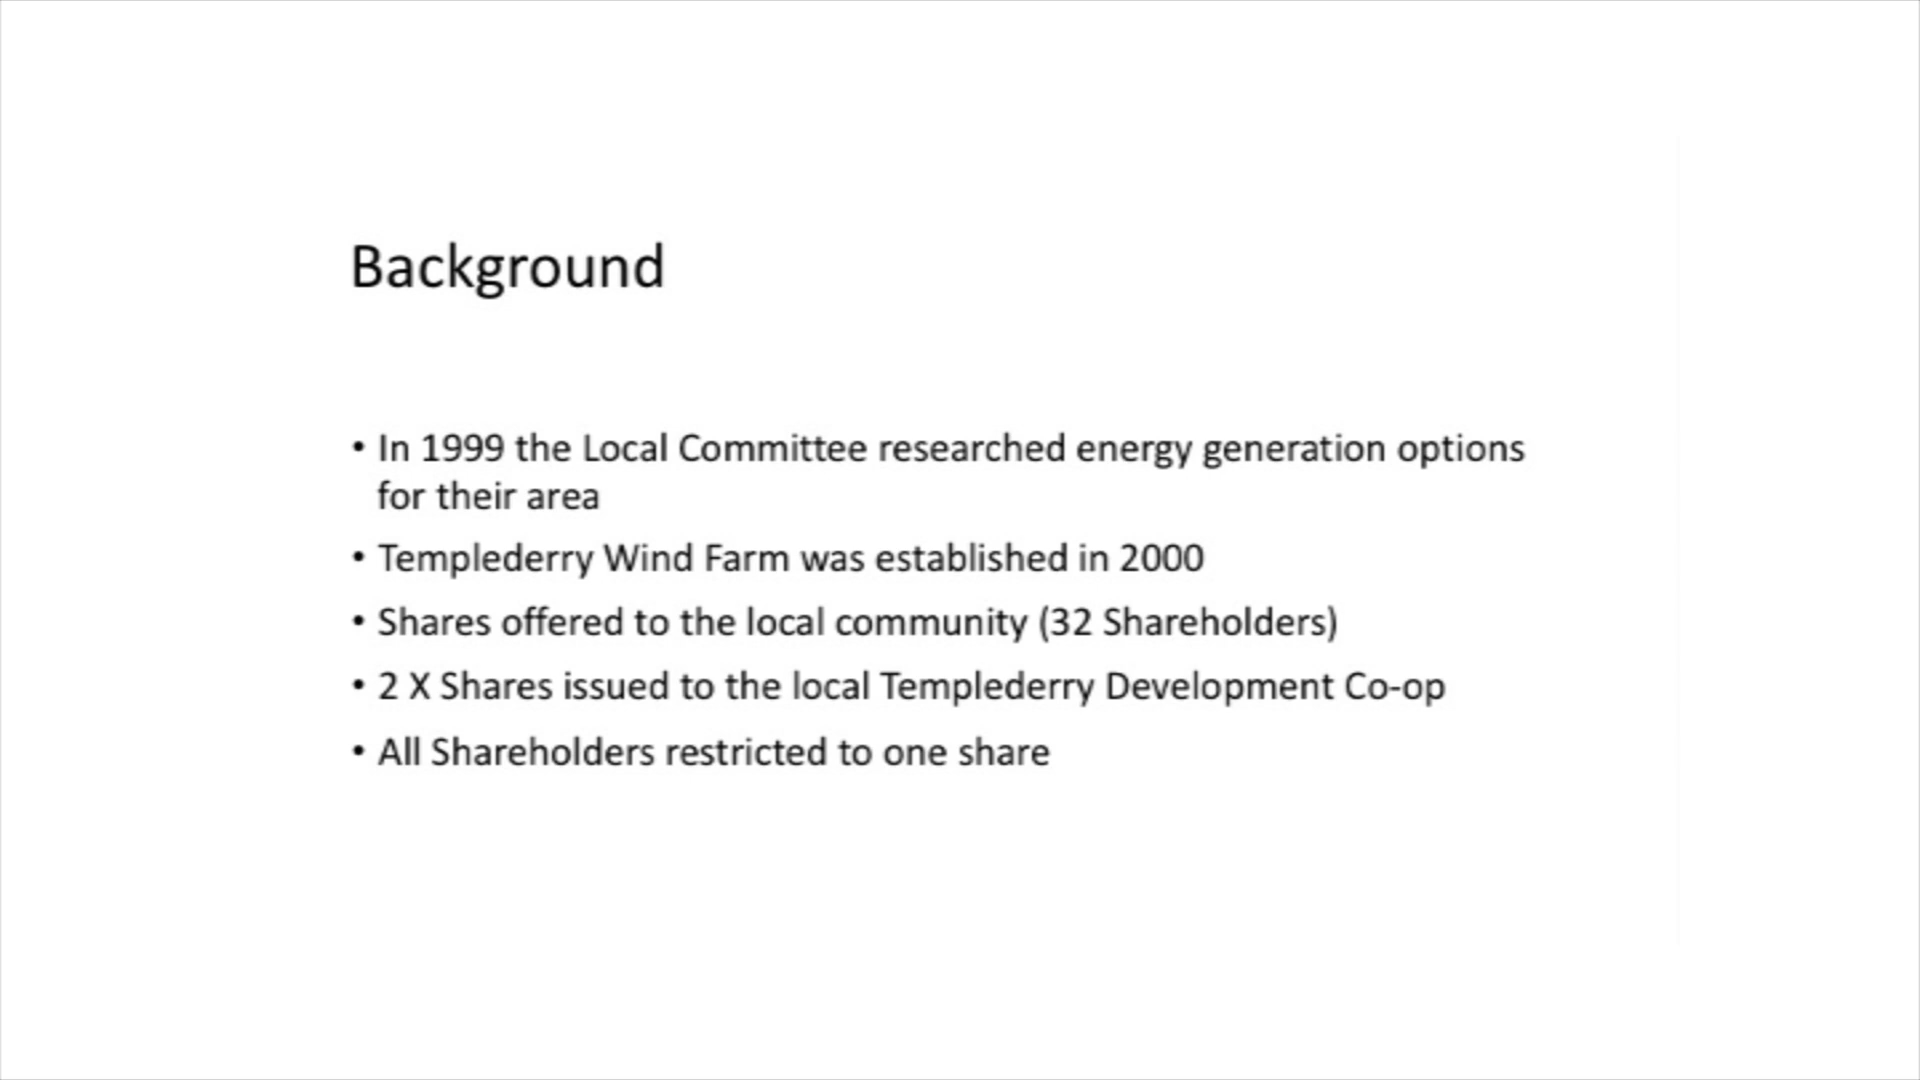 Background
• In 1999 the Local Committee researched energy generation options
for their area
• Templederry Wind Farm was established in 2000
• Shares offered to the local community (32 Shareholders)
• 2 X Shares issued to the local Templederry Development Co-op
• All Shareholders restricted to one share